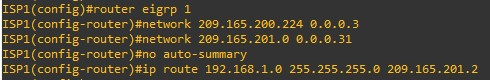 ISP1(config)#router eigrp 1
ISP1(config-router)#network 209.165.200.224 0.0.0.3
ISP1(config-router)#network 209.165.201.0 0.0.0.31
ISP1(config-router)#no auto-summary
ISP1(config-router)#ip route 192.168.1.0 255.255.255.0 209.165.201.2